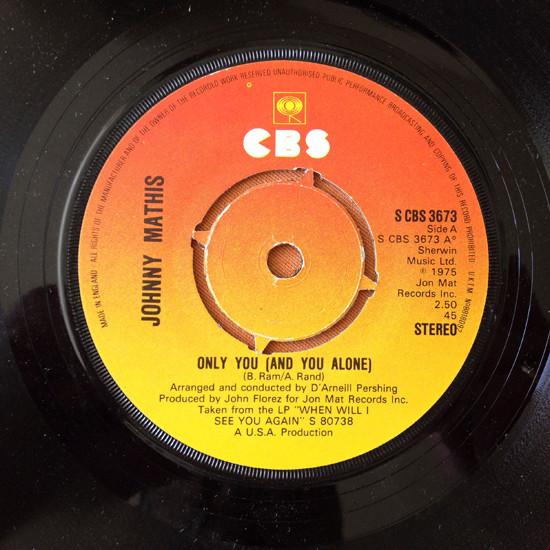 MADE IN ENGLAND - ALL RIGHTS OF THE MANUFACTURER AND OF THE OWNER OF THE RECORDED WORK RESERVED UNAUTHORISED PUBLIC PERFORMANCE BROADCASTING AND COPYING OF THIS RECORD PROHIBITED
CBS
JOHNNY MATHIS
S CBS 3673
Side A
S CBS 3673 A°
Sherwin
Music Ltd.
℗ 1975
Jon Mat
Records Inc.
2.50
45
STEREO
ONLY YOU (AND YOU ALONE)
(B. Ram/A. Rand)
Arranged and conducted by D'Arneill Pershing
Produced by John Florez for Jon Mat Records Inc.
Taken from the LP "WHEN WILL I
SEE YOU AGAIN" S 80738
A U.S.A. Production